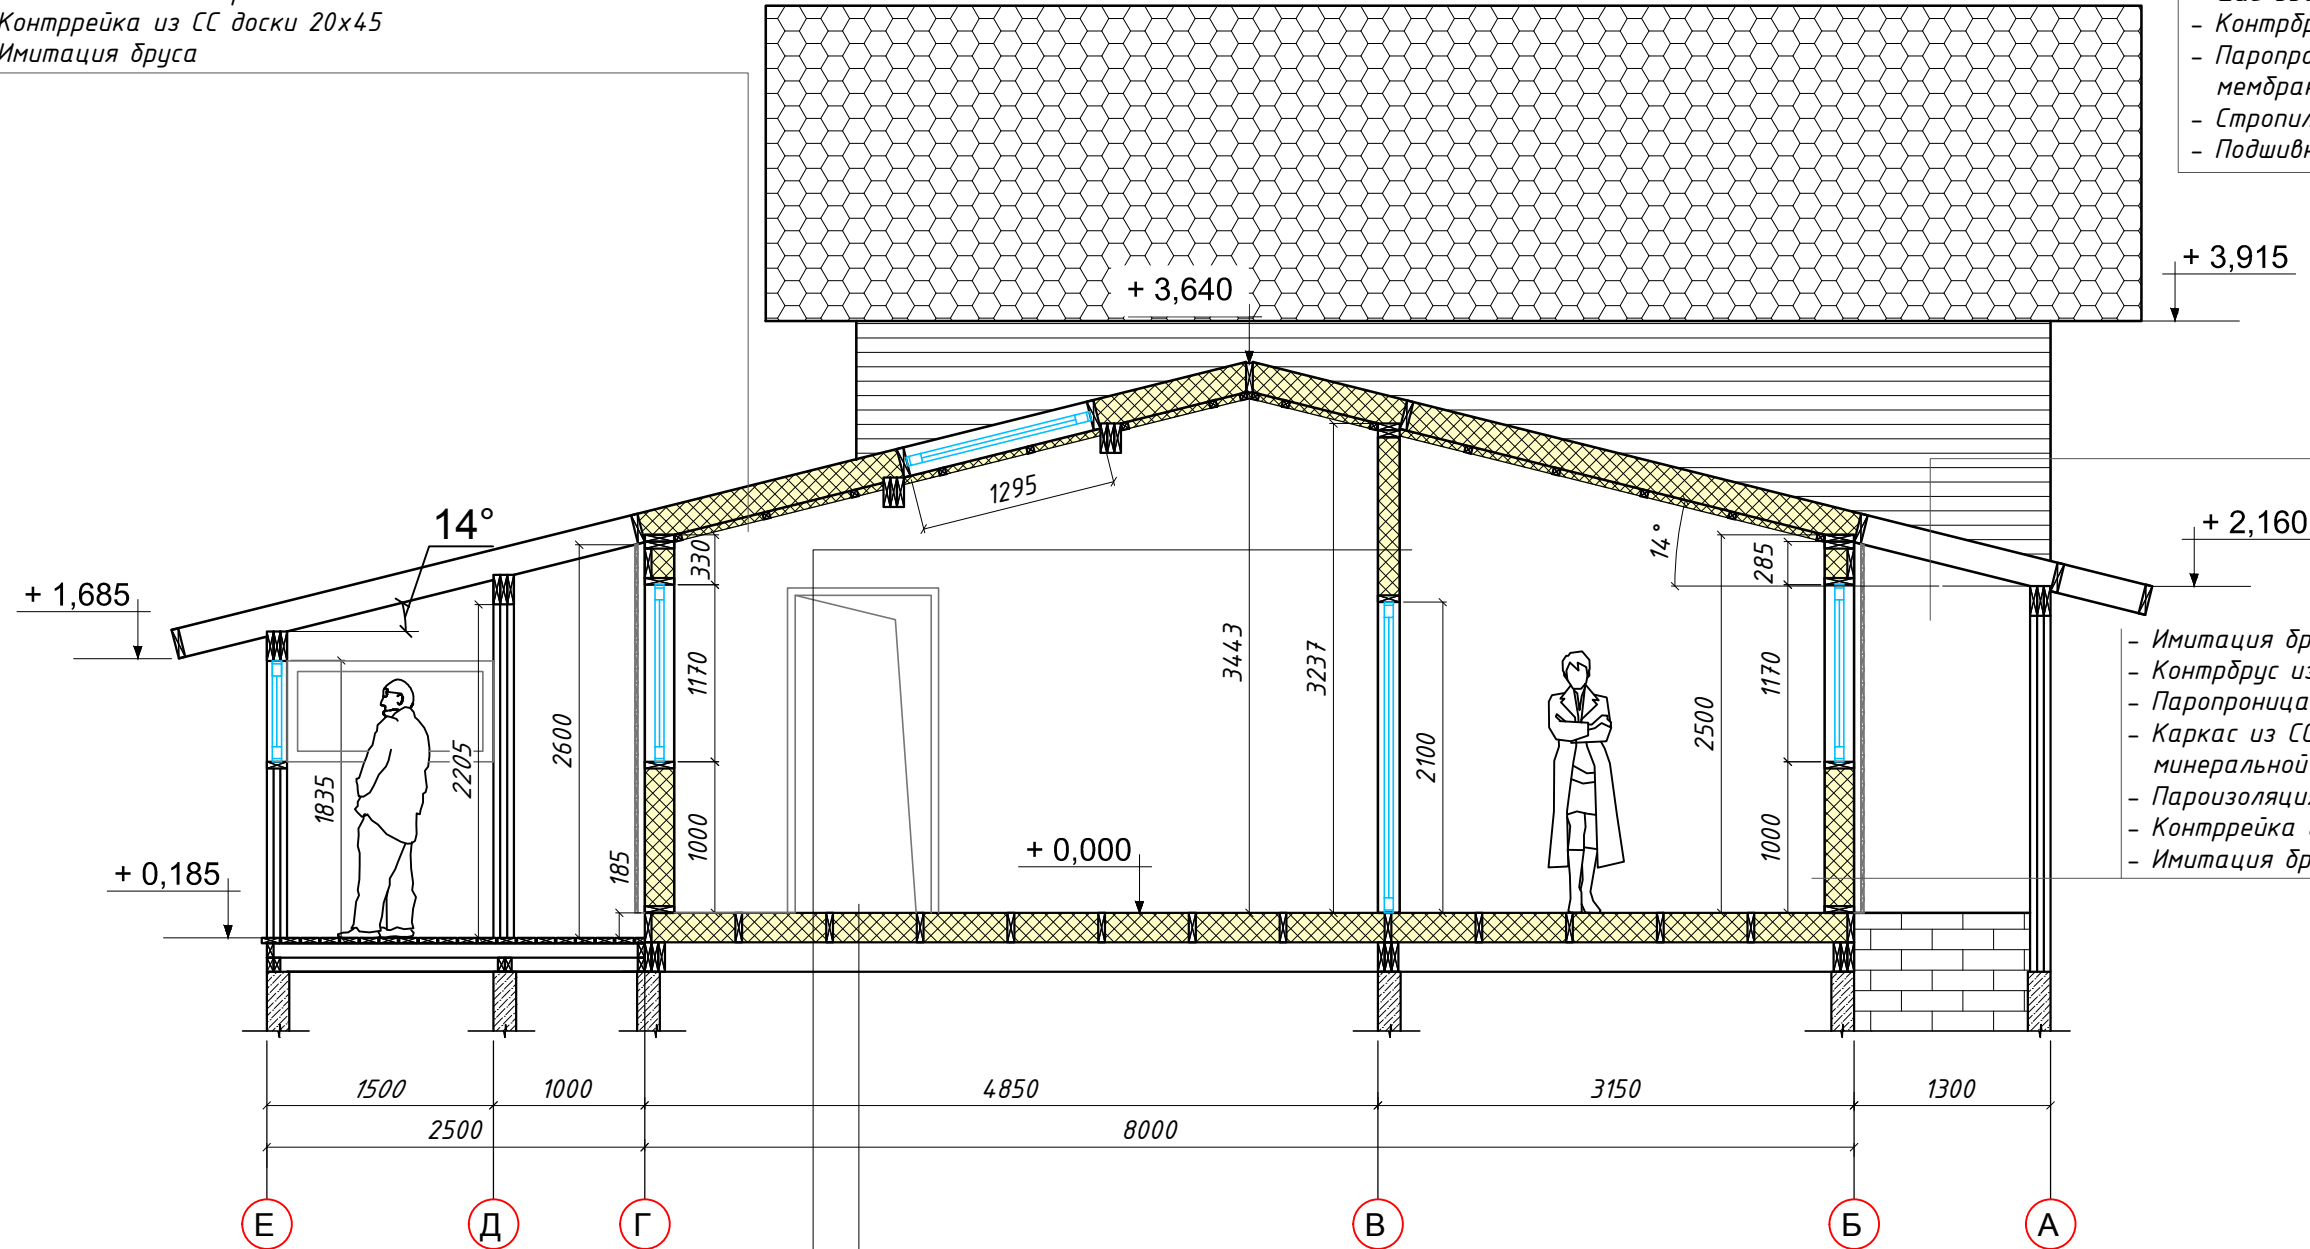 Контррейка из СС доски 20х45
Имитация бруса
- Контрбр
- Паропро
мембран
- Стропил
- Подшивн
+ 3,915
+ 3,640
+ 2,160
14°
1295
14°
+ 1,685
330
285
1170
1170
1000
1000
2600
2205
1835
185
3443
3237
2100
2500
+ 0,185
+ 0,000
- Имитация бр
- Контрбрус из
- Паропроница
- Каркас из СС
минеральной
- Пароизоляция
- Контррейка
- Имитация бр
1500
1000
4850
3150
1300
2500
8000
Е
Д
Г
В
Б
А